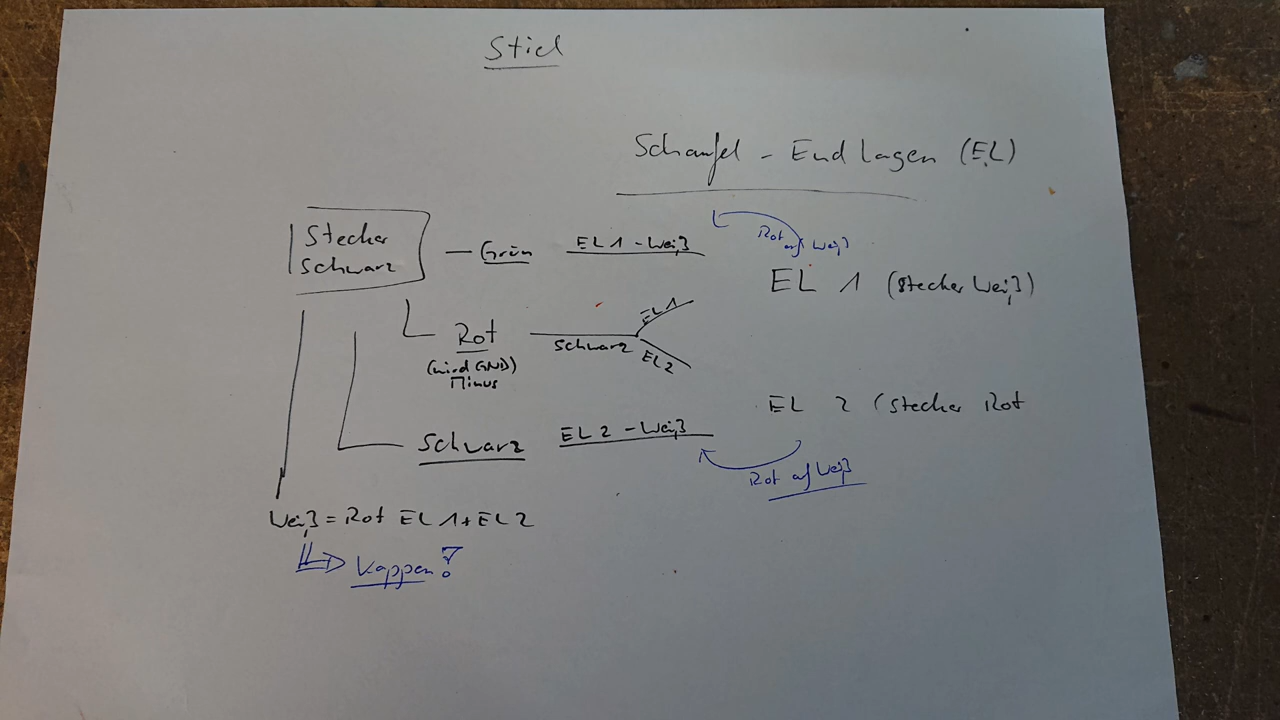 Stiel
Schaufel - Endlagen (EL)
Stecker
Schwarz
Grün
EL 1 - Weiß
Rot
auf Weiß
EL 1 (Stecker Weiß)
Rot
(wird GND)
Minus
Schwarz
EL 1
EL 2
EL 2 (Stecker Rot
Schwarz
EL 2 - Weiß
Rot auf Weiß
Weiß = Rot EL 1 + EL 2
Kappen?